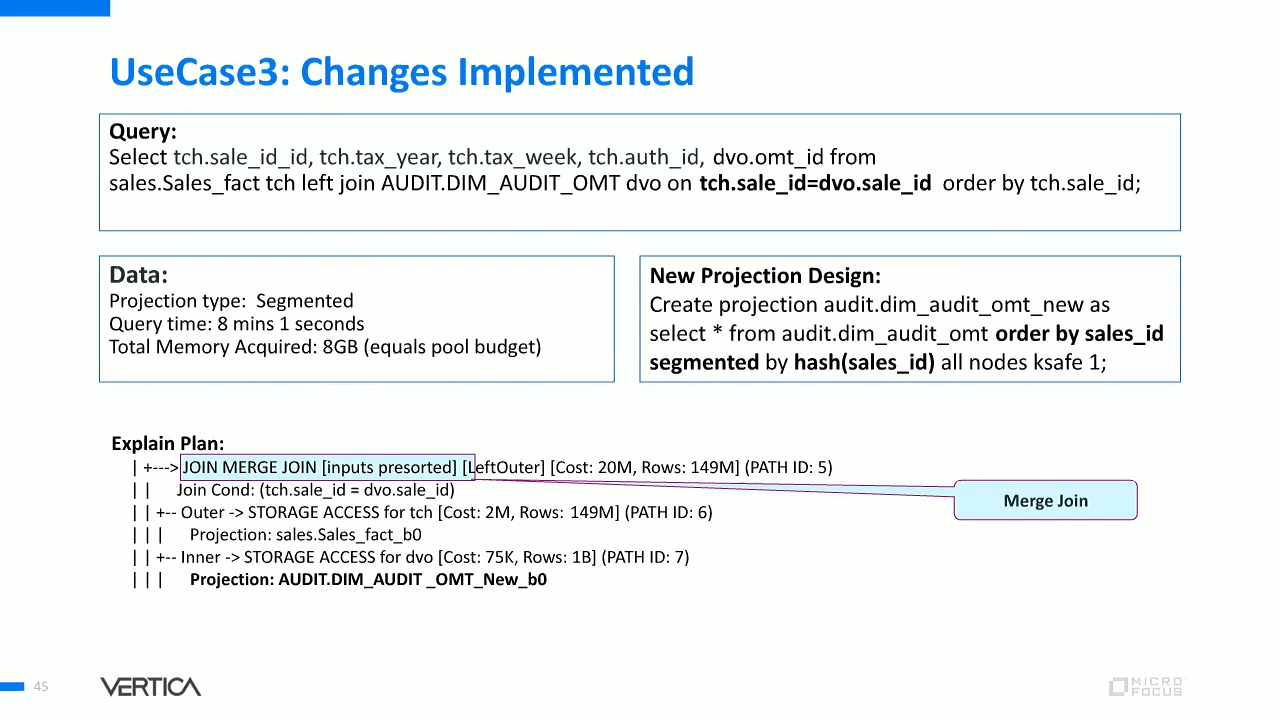 UseCase3: Changes Implemented
Query:
Select tch.sale_id_id, tch.tax_year, tch.tax_week, tch.auth_id, dvo.omt_id from
sales.Sales_fact tch left join AUDIT.DIM_AUDIT_OMT dvo on tch.sale_id=dvo.sale_id order by tch.sale_id;
Data:
Projection type: Segmented
Query time: 8 mins 1 seconds
Total Memory Acquired: 8GB (equals pool budget)
New Projection Design:
Create projection audit.dim_audit_omt_new as
select * from audit.dim_audit_omt order by sales_id
segmented by hash(sales_id) all nodes ksafe 1;
Explain Plan:
| +---> JOIN MERGE JOIN [inputs presorted] [LeftOuter] [Cost: 20M, Rows: 149M] (PATH ID: 5)
| | Join Cond: (tch.sale_id = dvo.sale_id)
| | +-- Outer -> STORAGE ACCESS for tch [Cost: 2M, Rows: 149M] (PATH ID: 6)
| | | Projection: sales.Sales_fact_b0
| | +-- Inner -> STORAGE ACCESS for dvo [Cost: 75K, Rows: 1B] (PATH ID: 7)
| | | Projection: AUDIT.DIM_AUDIT _OMT_New_b0
Merge Join
45
VERTICA
MICRO
FOCUS